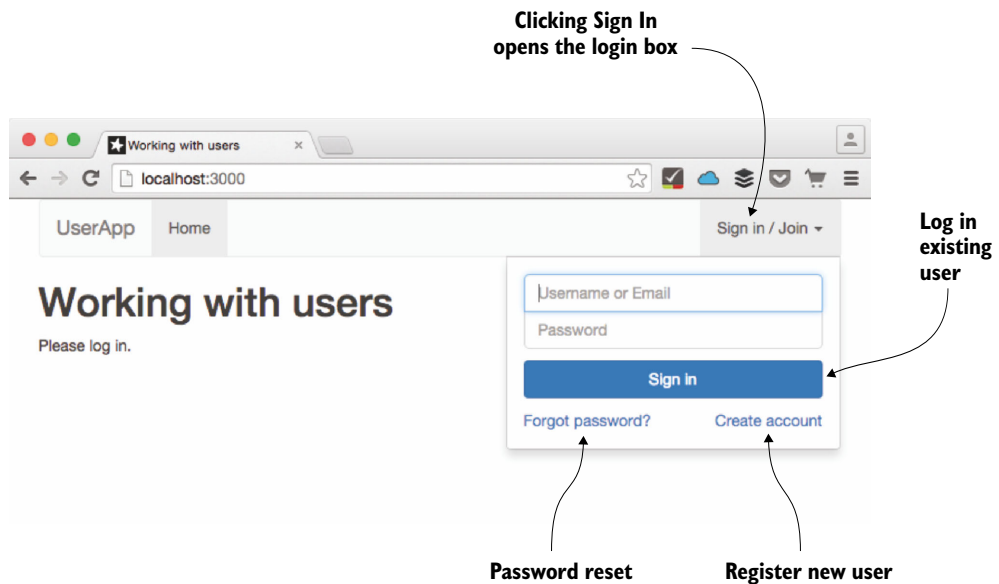 Clicking Sign In
opens the login box
Working with users
localhost:3000
UserApp Home Sign in / Join
Log in
existing
user
Working with users
Please log in.
Username or Email
Password
Sign in
Forgot password? Create account
Password reset Register new user